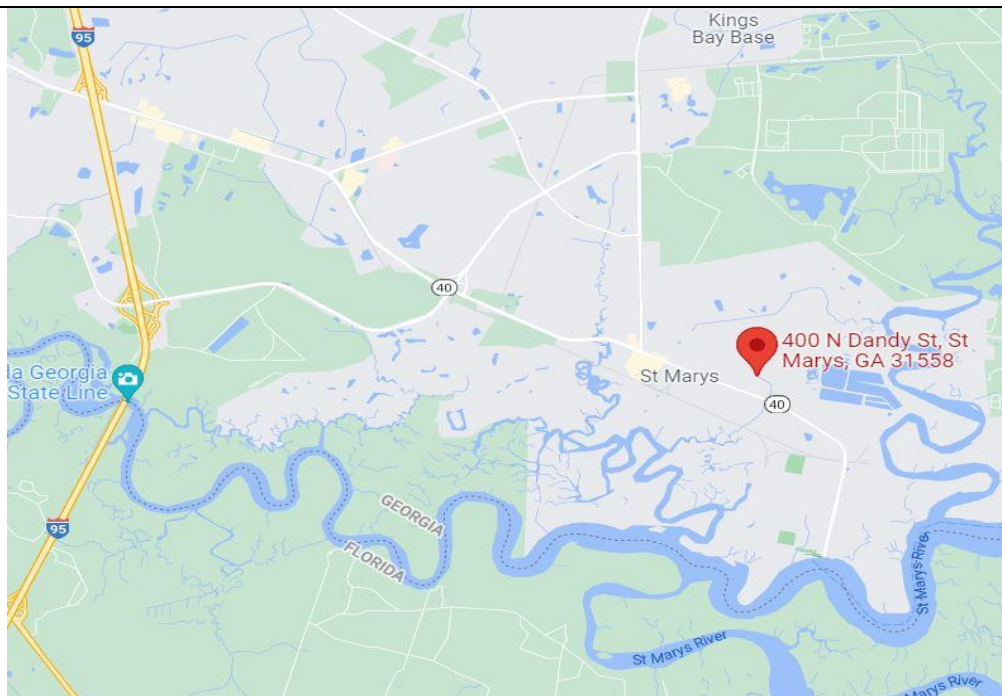 Kings
Bay Base
95
400 N Dandy St, St
Marys, GA 31558
40
St Marys
40
la Georgia
State Line
GEORGIA
FLORIDA
95
St Marys River
St Marys River
Marys River